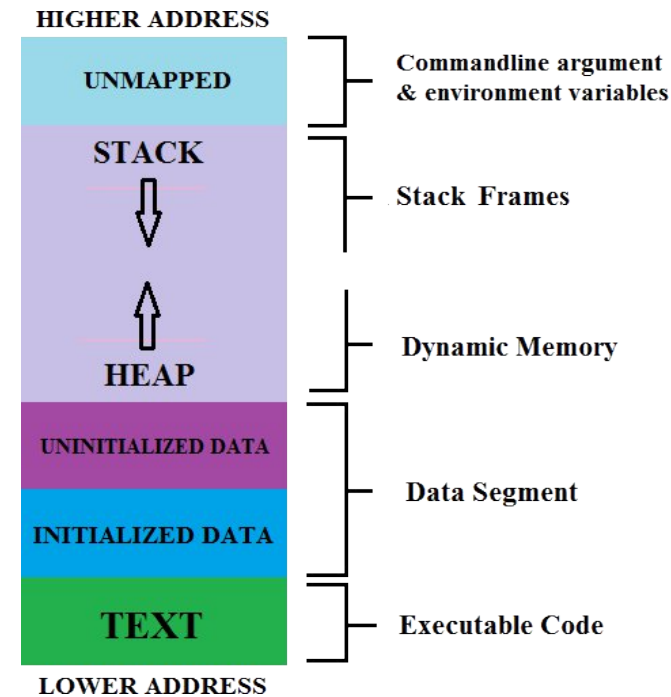 HIGHER ADDRESS
UNMAPPED
Commandline argument
& environment variables
STACK
Stack Frames
Dynamic Memory
HEAP
UNINITIALIZED DATA
Data Segment
INITIALIZED DATA
TEXT
Executable Code
LOWER ADDRESS